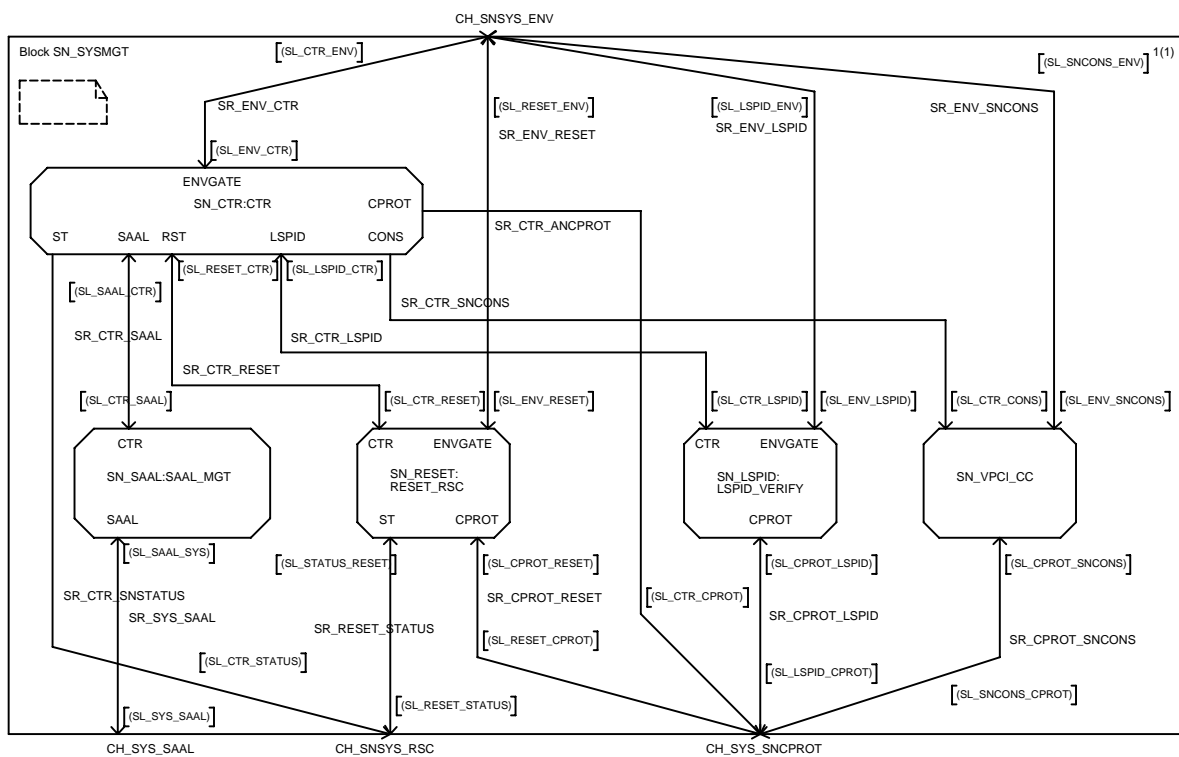 CH_SNSYS_ENV
Block SN_SYSMGT
[(SL_CTR_ENV)]
[(SL_SNCONS_ENV)]
1(1)
SR_ENV_CTR
[(SL_RESET_ENV)]
[(SL_LSPID_ENV)]
SR_ENV_SNCONS
SR_ENV_RESET
SR_ENV_LSPID
[(SL_ENV_CTR)]
ENVGATE
SN_CTR:CTR
CPROT
SR_CTR_ANCPROT
ST
SAAL
RST
LSPID
CONS
[(SL_RESET_CTR)]
[(SL_LSPID_CTR)]
[(SL_SAAL_CTR)]
SR_CTR_SNCONS
SR_CTR_SAAL
SR_CTR_LSPID
SR_CTR_RESET
[(SL_CTR_SAAL)]
[(SL_CTR_RESET)]
[(SL_ENV_RESET)]
[(SL_CTR_LSPID)]
[(SL_ENV_LSPID)]
[(SL_CTR_CONS)]
[(SL_ENV_SNCONS)]
CTR
CTR
ENVGATE
CTR
ENVGATE
SN_SAAL:SAAL_MGT
SN_RESET:
RESET_RSC
SN_LSPID:
LSPID_VERIFY
SN_VPCI_CC
SAAL
ST
CPROT
CPROT
[(SL_SAAL_SYS)]
[(SL_STATUS_RESET)]
[(SL_CPROT_RESET)]
[(SL_CPROT_LSPID)]
[(SL_CPROT_SNCONS)]
SR_CTR_SNSTATUS
SR_CPROT_RESET
[(SL_CTR_CPROT)]
SR_SYS_SAAL
SR_CPROT_LSPID
SR_RESET_STATUS
[(SL_RESET_CPROT)]
SR_CPROT_SNCONS
[(SL_CTR_STATUS)]
[(SL_LSPID_CPROT)]
[(SL_SNCONS_CPROT)]
[(SL_RESET_STATUS)]
[(SL_SYS_SAAL)]
CH_SYS_SAAL
CH_SNSYS_RSC
CH_SYS_SNCPROT